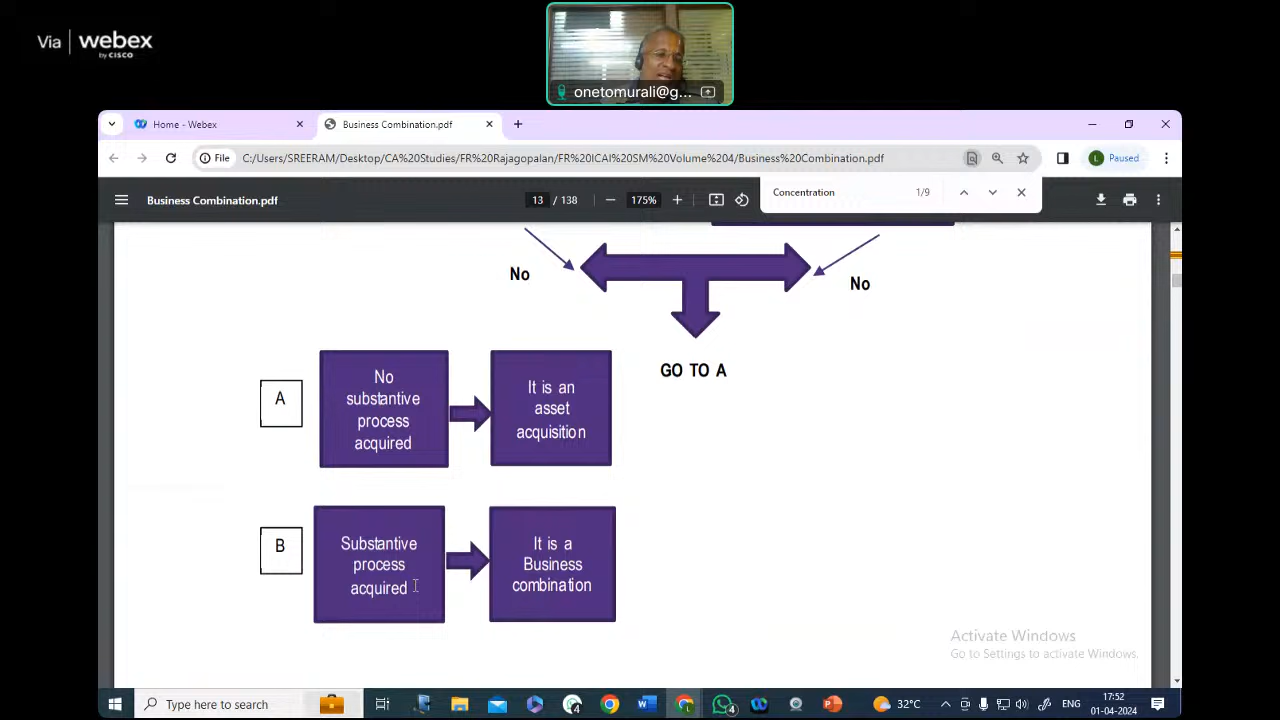 Via webex
by CISCO
onetomurali@g...
Home - Webex
Business Combination.pdf
File
C:/Users/SREERAM/Desktop/CA%20Studies/FR%20Rajagopalan/FR%20ICAI%20SM%20Volume%204/Business%20Combination.pdf
L Paused
Business Combination.pdf
13 / 138
175%
Concentration
1/9
No
No
GO TO A
A
No
substantive
process
acquired
It is an
asset
acquisition
B
Substantive
process
acquired
It is a
Business
combination
Activate Windows
Go to Settings to activate Windows.
Type here to search
4
4
32°C
ENG
17:52
01-04-2024